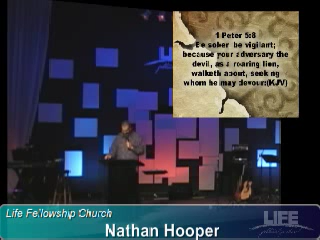 1 Peter 5:8
Be sober, be vigilant;
because your adversary the
devil, as a roaring lion,
walketh about, seeking
whom he may devour:(KJV)
Life Fellowship Church
LIFE
Nathan Hooper